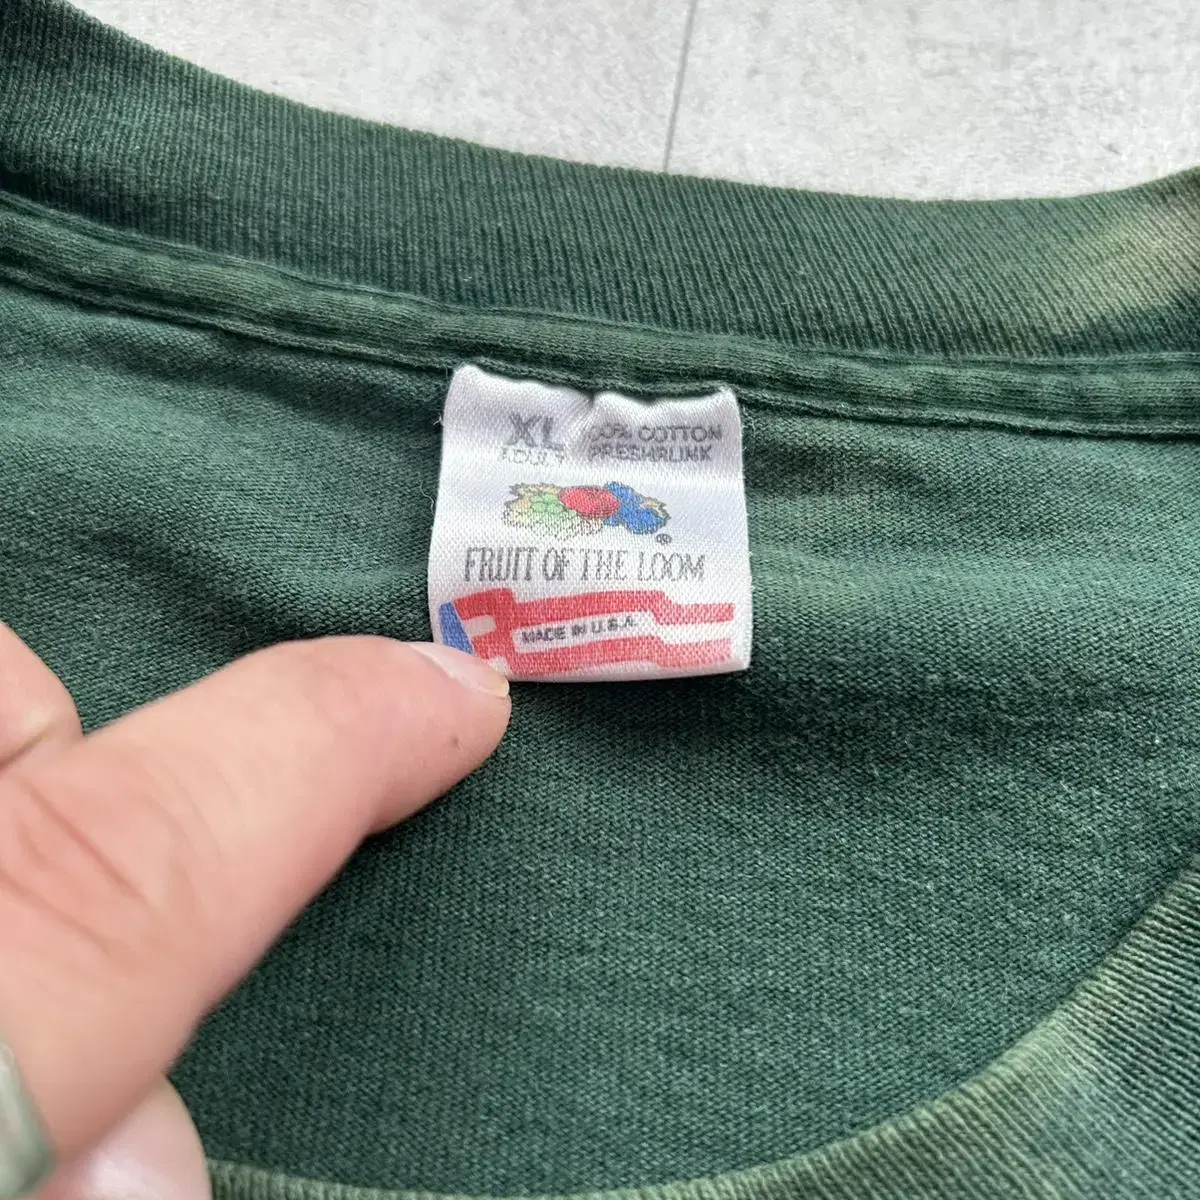 XL
ADULT
100% COTTON
PRESHRUNK
®
FRUIT OF THE LOOM
MADE IN U.S.A.